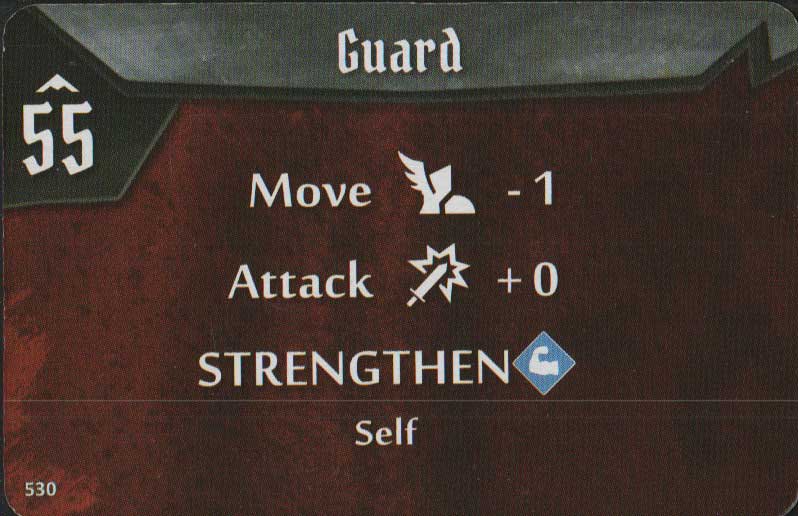 Guard
55
Move - 1
Attack + 0
STRENGTHEN
Self
530